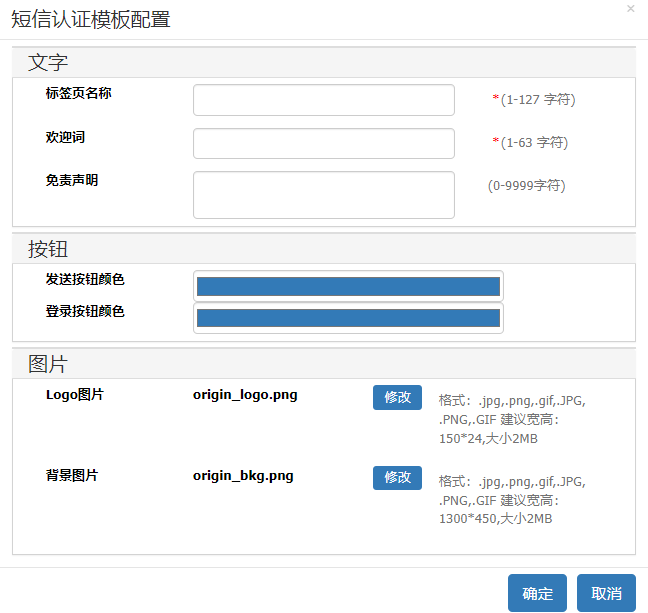 短信认证模板配置
×
文字
标签页名称 *(1-127 字符)
欢迎词 *(1-63 字符)
免责声明 (0-9999字符)
按钮
发送按钮颜色
登录按钮颜色
图片
Logo图片 origin_logo.png 修改 格式：.jpg,.png,.gif,.JPG,
.PNG,.GIF 建议宽高：
150*24,大小2MB
背景图片 origin_bkg.png 修改 格式：.jpg,.png,.gif,.JPG,
.PNG,.GIF 建议宽高：
1300*450,大小2MB
确定 取消